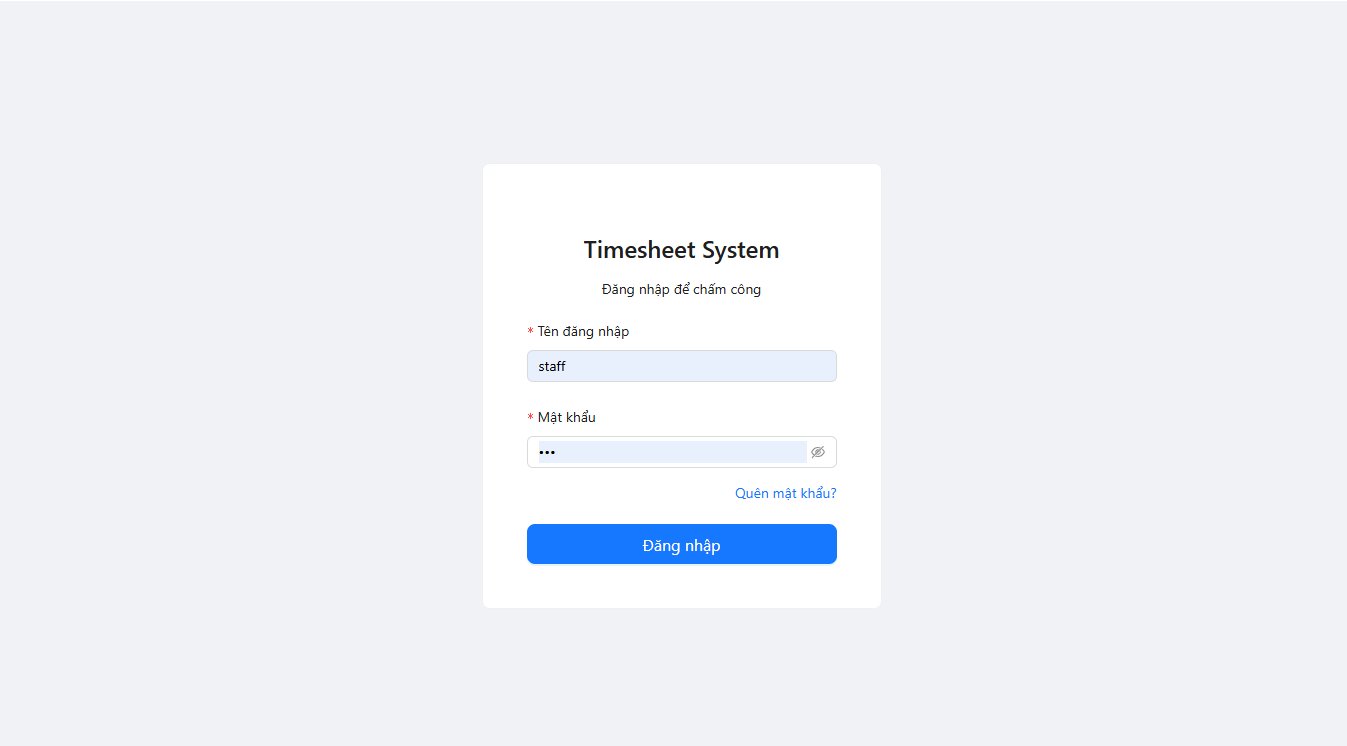 Timesheet System
Đăng nhập để chấm công
* Tên đăng nhập
staff
* Mật khẩu
•••
Quên mật khẩu?
Đăng nhập